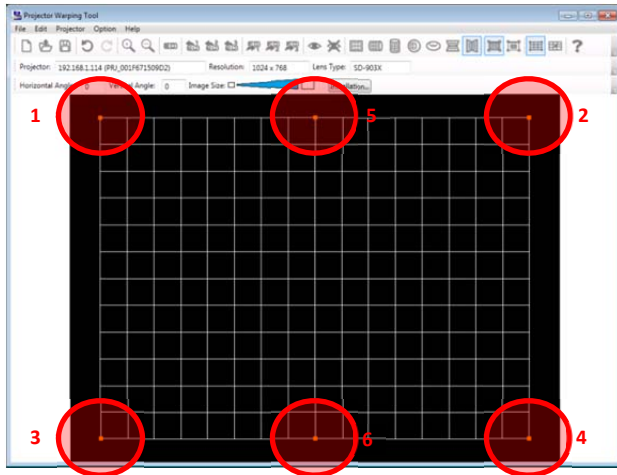 Projector Warping Tool
File Edit Projector Option Help
Projector: 192.168.1.114 (PRJ_001F671509D2) Resolution: 1024 x 768 Lens Type: SD-903X
Horizontal Angle: 0 Vertical Angle: 0 Image Size: Installation...
1 5 2
3 6 4